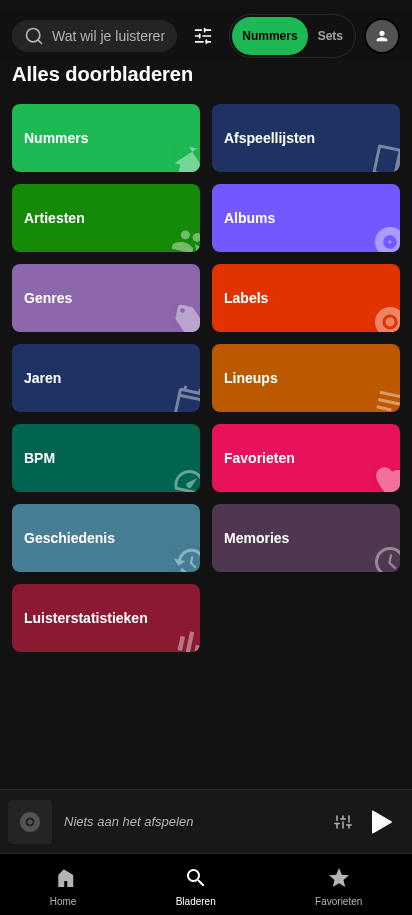 Wat wil je luisteren
Nummers
Sets
Alles doorbladeren
Nummers
Afspeellijsten
Artiesten
Albums
Genres
Labels
Jaren
Lineups
BPM
Favorieten
Geschiedenis
Memories
Luisterstatistieken
Niets aan het afspelen
Home
Bladeren
Favorieten